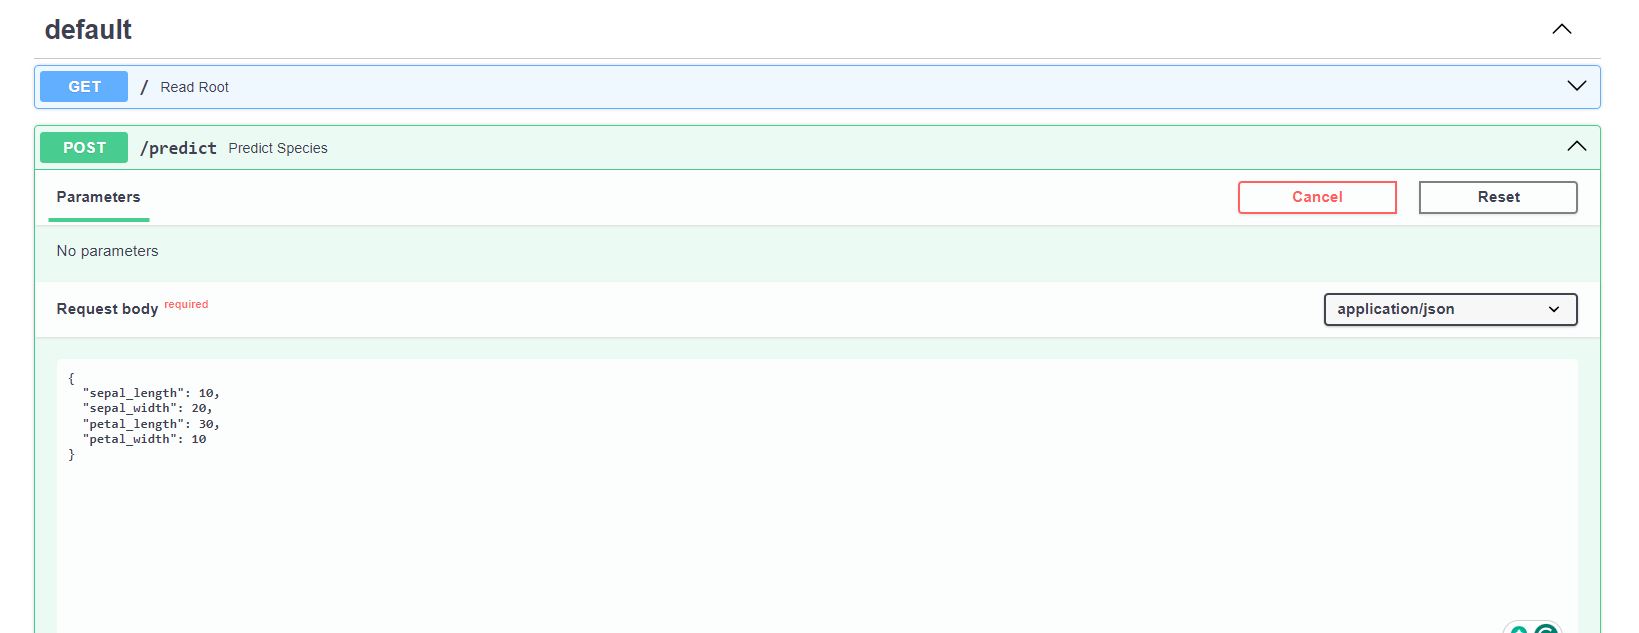 default
GET / Read Root
POST /predict Predict Species
Parameters Cancel Reset
No parameters
Request body required application/json
{
  "sepal_length": 10,
  "sepal_width": 20,
  "petal_length": 30,
  "petal_width": 10
}